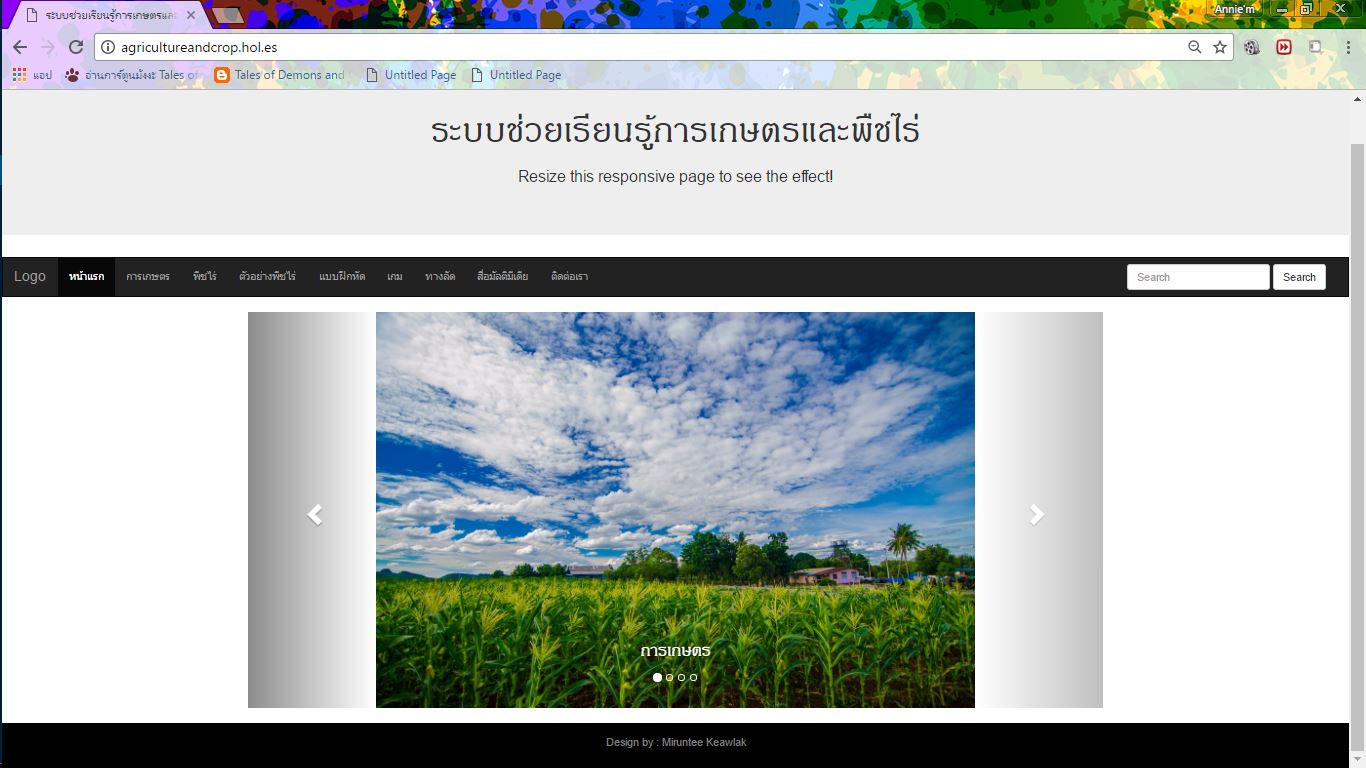 ระบบช่วยเรียนรู้การเกษตรและ
Annie'm
agricultureandcrop.hol.es
แอป อ่านการ์ตูนมังงะ Tales of Tales of Demons and Untitled Page Untitled Page
ระบบช่วยเรียนรู้การเกษตรและพืชไร่
Resize this responsive page to see the effect!
Logo หน้าแรก การเกษตร พืชไร่ ตัวอย่างพืชไร่ แบบฝึกหัด เกม ทางลัด สื่อมัลติมีเดีย ติดต่อเรา Search Search
การเกษตร
Design by : Miruntee Keawlak